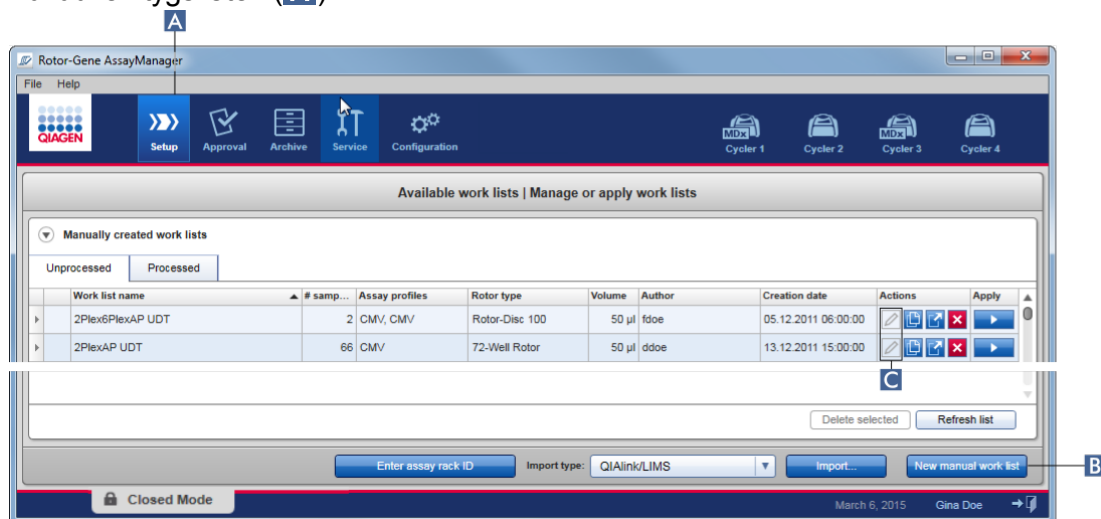 A
Rotor-Gene AssayManager
File Help
QIAGEN
Setup Approval Archive Service Configuration MDx Cycler 1 Cycler 2 MDx Cycler 3 Cycler 4
Available work lists | Manage or apply work lists
Manually created work lists
Unprocessed Processed
Work list name # samp... Assay profiles Rotor type Volume Author Creation date Actions Apply
2Plex6PlexAP UDT 2 CMV, CMV Rotor-Disc 100 50 µl fdoe 05.12.2011 06:00:00
2PlexAP UDT 66 CMV 72-Well Rotor 50 µl ddoe 13.12.2011 15:00:00
C
Delete selected Refresh list
Enter assay rack ID Import type: QIAlink/LIMS Import... New manual work list B
Closed Mode March 6, 2015 Gina Doe